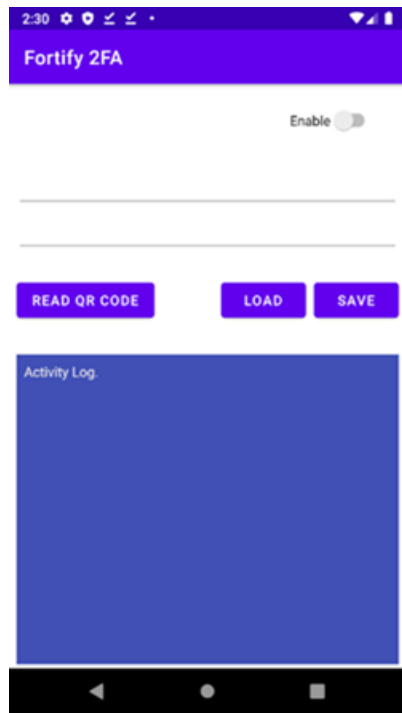 2:30
Fortify 2FA
Enable
READ QR CODE LOAD SAVE
Activity Log.